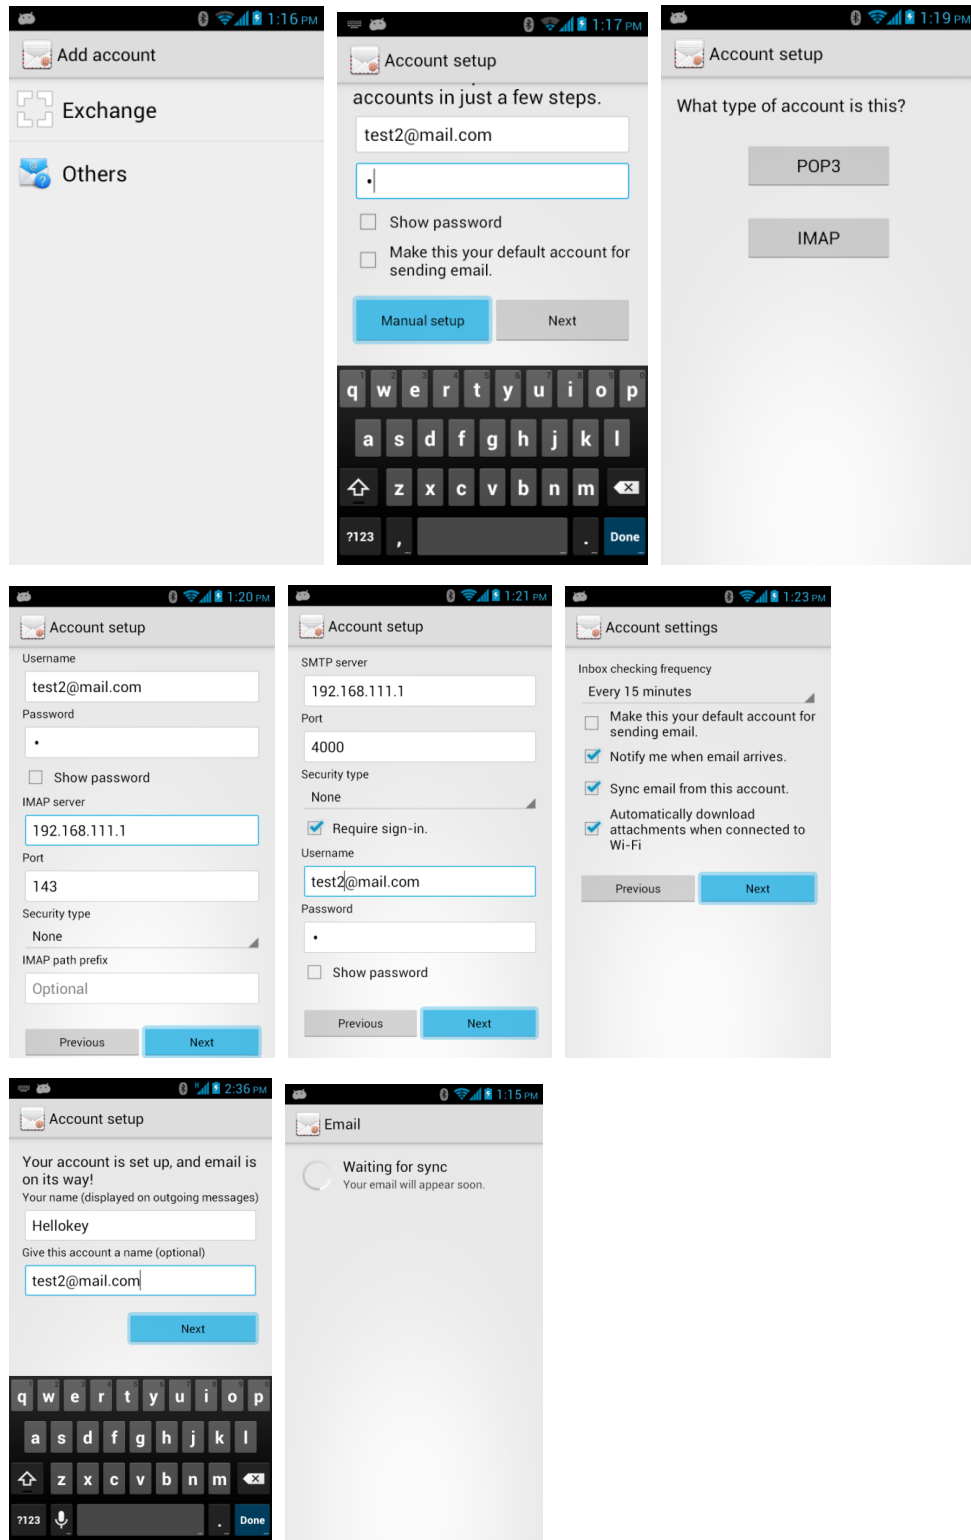 1:16 PM
Add account
Exchange
Others
1:17 PM
Account setup
accounts in just a few steps.
test2@mail.com
•
Show password
Make this your default account for
sending email.
Manual setup
Next
q w e r t y u i o p
a s d f g h j k l
z x c v b n m
?123 , . Done
1:19 PM
Account setup
What type of account is this?
POP3
IMAP
1:20 PM
Account setup
Username
test2@mail.com
Password
•
Show password
IMAP server
192.168.111.1
Port
143
Security type
None
IMAP path prefix
Optional
Previous
Next
1:21 PM
Account setup
SMTP server
192.168.111.1
Port
4000
Security type
None
Require sign-in.
Username
test2@mail.com
Password
•
Show password
Previous
Next
1:23 PM
Account settings
Inbox checking frequency
Every 15 minutes
Make this your default account for
sending email.
Notify me when email arrives.
Sync email from this account.
Automatically download
attachments when connected to
Wi-Fi
Previous
Next
H 2:36 PM
Account setup
Your account is set up, and email is
on its way!
Your name (displayed on outgoing messages)
Hellokey
Give this account a name (optional)
test2@mail.com
Next
q w e r t y u i o p
a s d f g h j k l
z x c v b n m
?123 . Done
1:15 PM
Email
Waiting for sync
Your email will appear soon.